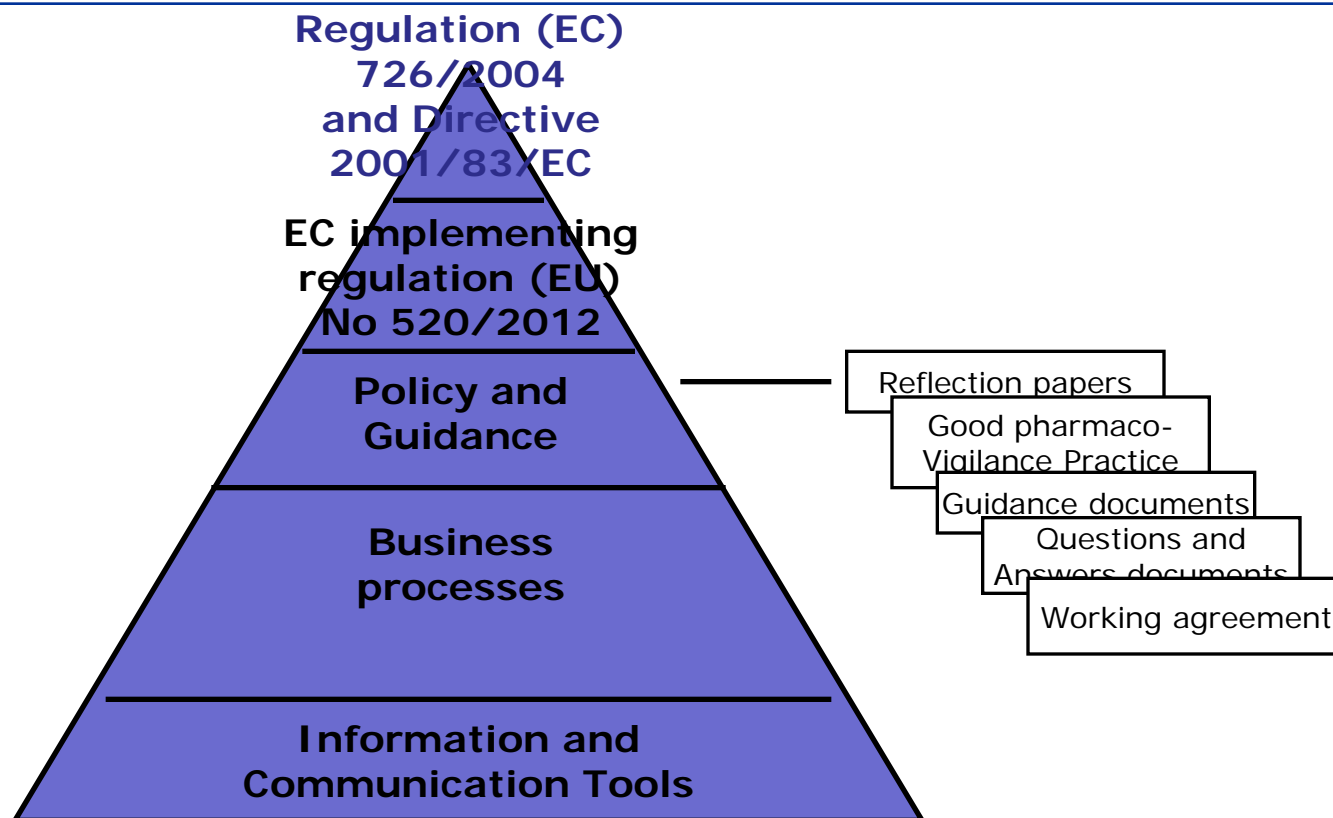 Regulation (EC)
726/2004
and Directive
2001/83/EC
EC implementing
regulation (EU)
No 520/2012
Policy and
Guidance
Business
processes
Information and
Communication Tools
Reflection papers
Good pharmaco-
Vigilance Practice
Guidance documents
Questions and
Answers documents
Working agreement